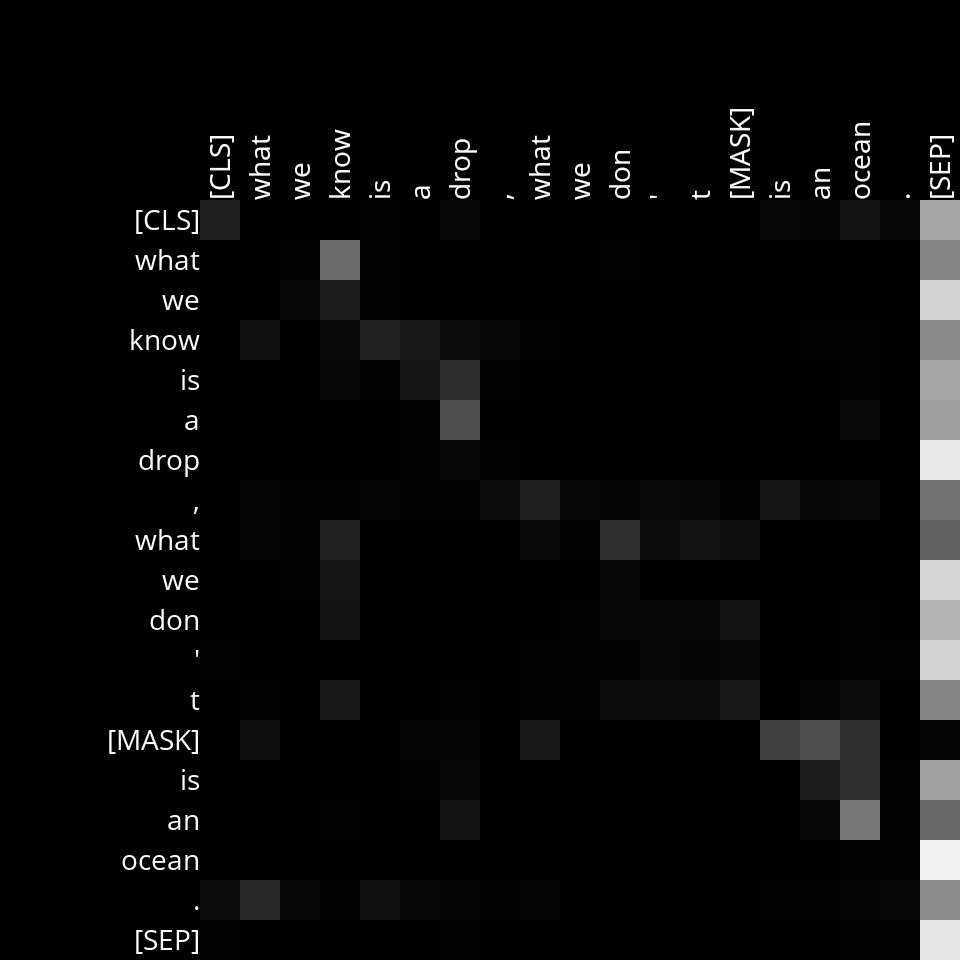 [CLS] what we know is a drop , what we don ' t [MASK] is an ocean . [SEP]
[CLS]
what
we
know
is
a
drop
,
what
we
don
'
t
[MASK]
is
an
ocean
.
[SEP]